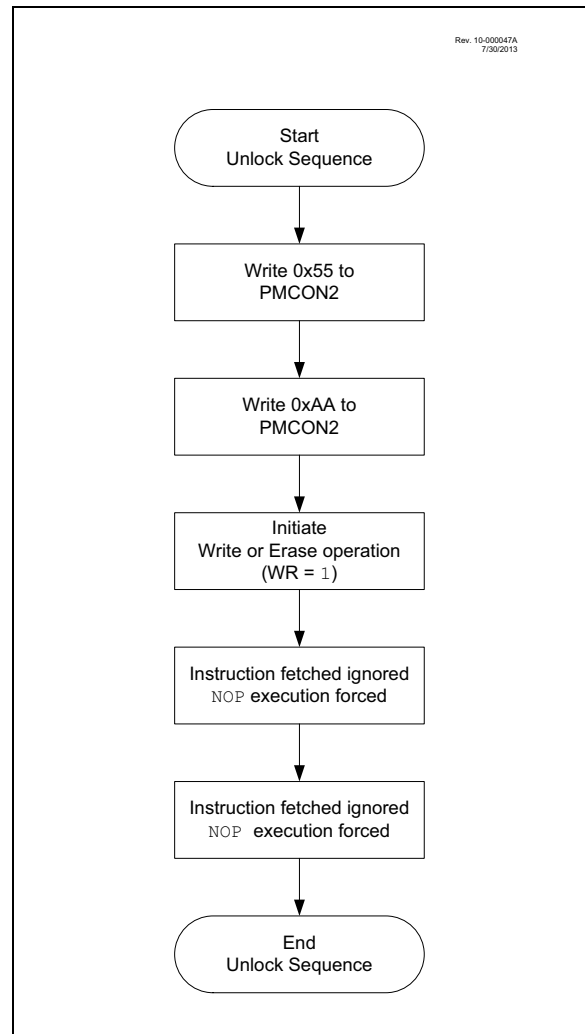 Rev. 10-000047A
7/30/2013
Start
Unlock Sequence
Write 0x55 to
PMCON2
Write 0xAA to
PMCON2
Initiate
Write or Erase operation
(WR = 1)
Instruction fetched ignored
NOP execution forced
Instruction fetched ignored
NOP execution forced
End
Unlock Sequence